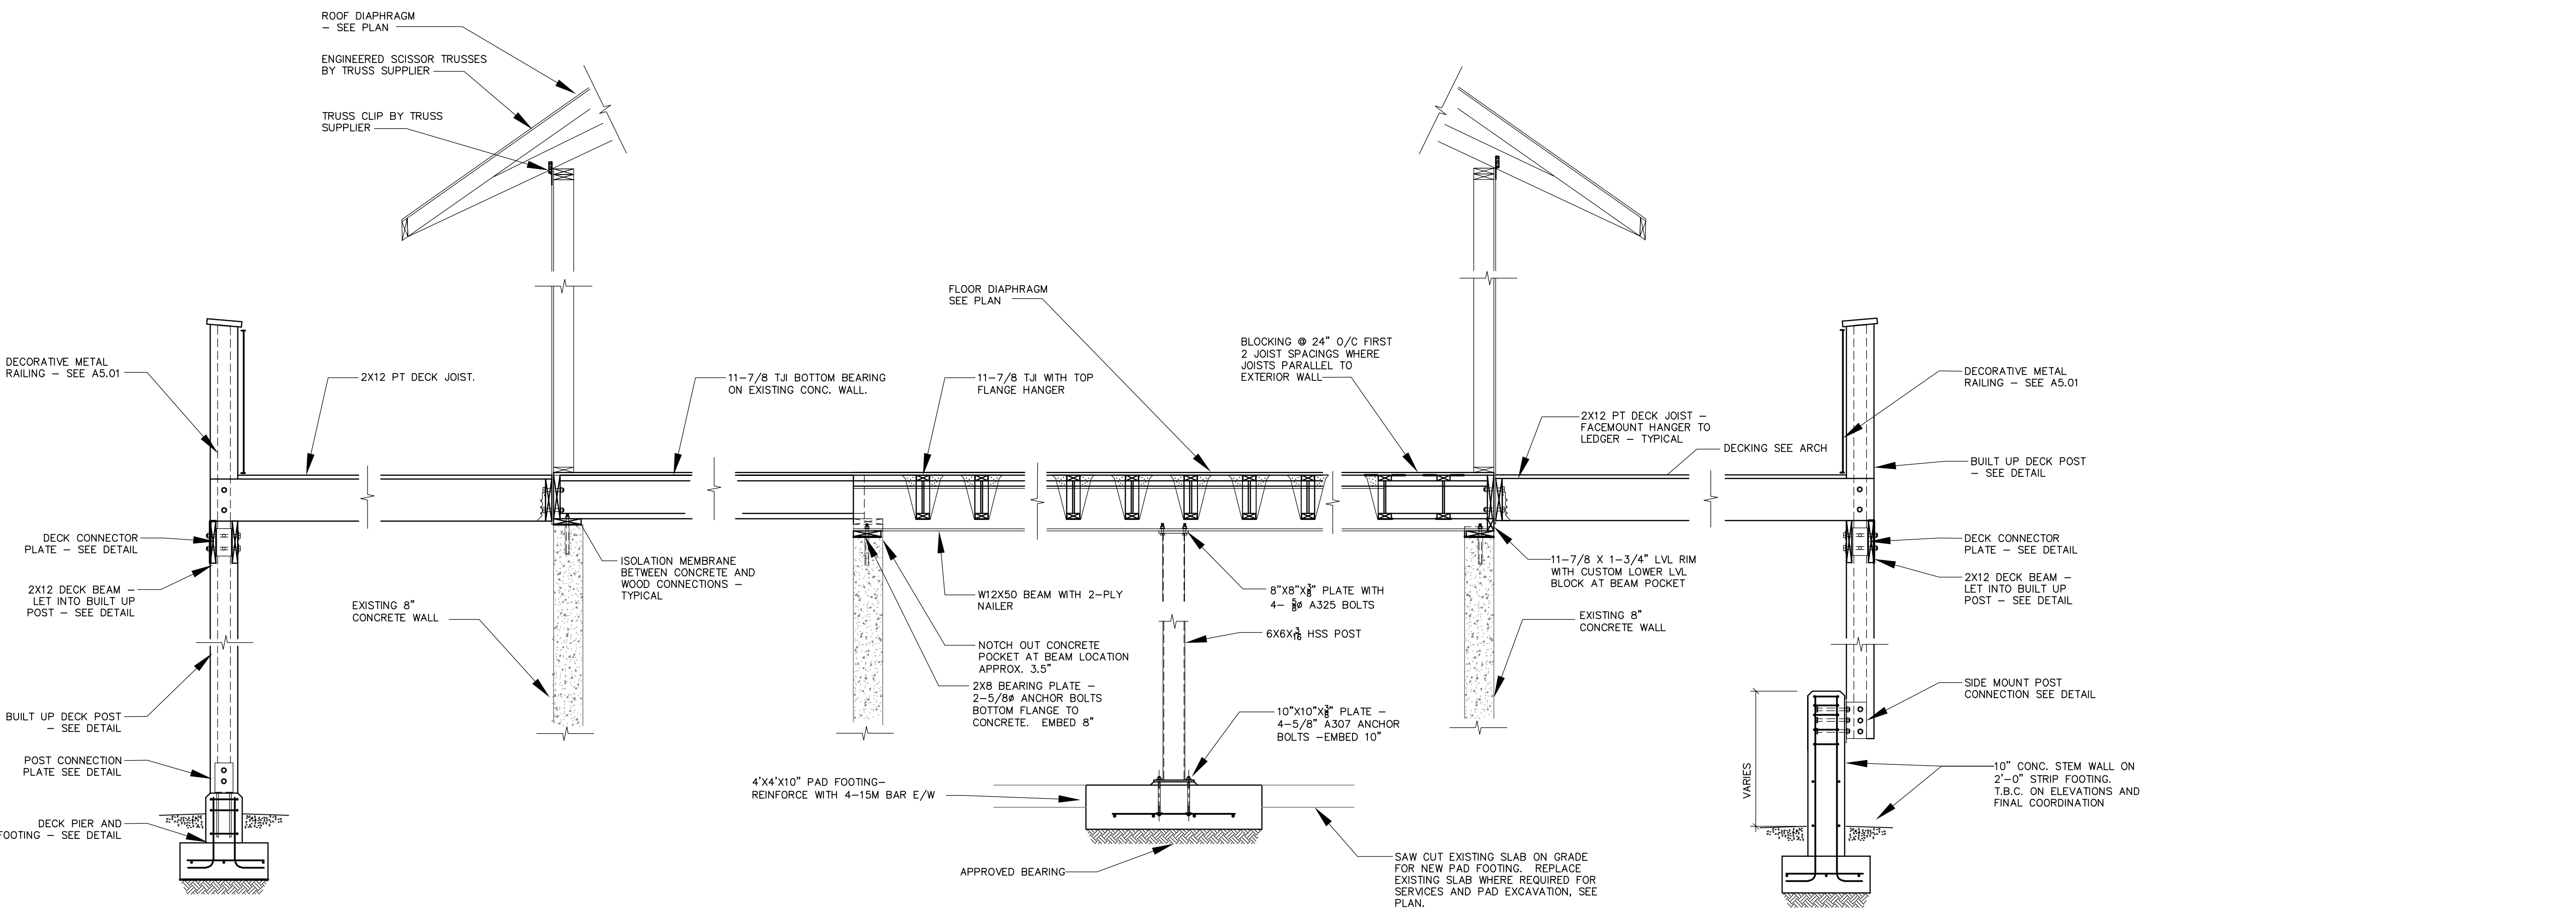 ROOF DIAPHRAGM
– SEE PLAN
ENGINEERED SCISSOR TRUSSES
BY TRUSS SUPPLIER
TRUSS CLIP BY TRUSS
SUPPLIER
FLOOR DIAPHRAGM
SEE PLAN
BLOCKING @ 24" O/C FIRST
2 JOIST SPACINGS WHERE
JOISTS PARALLEL TO
EXTERIOR WALL
DECORATIVE METAL
RAILING – SEE A5.01
2X12 PT DECK JOIST.
11–7/8 TJI BOTTOM BEARING
ON EXISTING CONC. WALL.
11–7/8 TJI WITH TOP
FLANGE HANGER
2X12 PT DECK JOIST –
FACEMOUNT HANGER TO
LEDGER – TYPICAL
DECKING SEE ARCH
DECORATIVE METAL
RAILING – SEE A5.01
BUILT UP DECK POST
– SEE DETAIL
DECK CONNECTOR
PLATE – SEE DETAIL
2X12 DECK BEAM –
LET INTO BUILT UP
POST – SEE DETAIL
EXISTING 8"
CONCRETE WALL
ISOLATION MEMBRANE
BETWEEN CONCRETE AND
WOOD CONNECTIONS –
TYPICAL
W12X50 BEAM WITH 2–PLY
NAILER
NOTCH OUT CONCRETE
POCKET AT BEAM LOCATION
APPROX. 3.5"
2X8 BEARING PLATE –
2–5/8ø ANCHOR BOLTS
BOTTOM FLANGE TO
CONCRETE. EMBED 8"
8"X8"X3/8" PLATE WITH
4– 5/8ø A325 BOLTS
6X6X3/16 HSS POST
10"X10"X3/8" PLATE –
4–5/8" A307 ANCHOR
BOLTS –EMBED 10"
11–7/8 X 1–3/4" LVL RIM
WITH CUSTOM LOWER LVL
BLOCK AT BEAM POCKET
EXISTING 8"
CONCRETE WALL
DECK CONNECTOR
PLATE – SEE DETAIL
2X12 DECK BEAM –
LET INTO BUILT UP
POST – SEE DETAIL
SIDE MOUNT POST
CONNECTION SEE DETAIL
BUILT UP DECK POST
– SEE DETAIL
POST CONNECTION
PLATE SEE DETAIL
DECK PIER AND
FOOTING – SEE DETAIL
4'X4'X10" PAD FOOTING–
REINFORCE WITH 4–15M BAR E/W
APPROVED BEARING
SAW CUT EXISTING SLAB ON GRADE
FOR NEW PAD FOOTING. REPLACE
EXISTING SLAB WHERE REQUIRED FOR
SERVICES AND PAD EXCAVATION, SEE
PLAN.
VARIES
10" CONC. STEM WALL ON
2'–0" STRIP FOOTING.
T.B.C. ON ELEVATIONS AND
FINAL COORDINATION